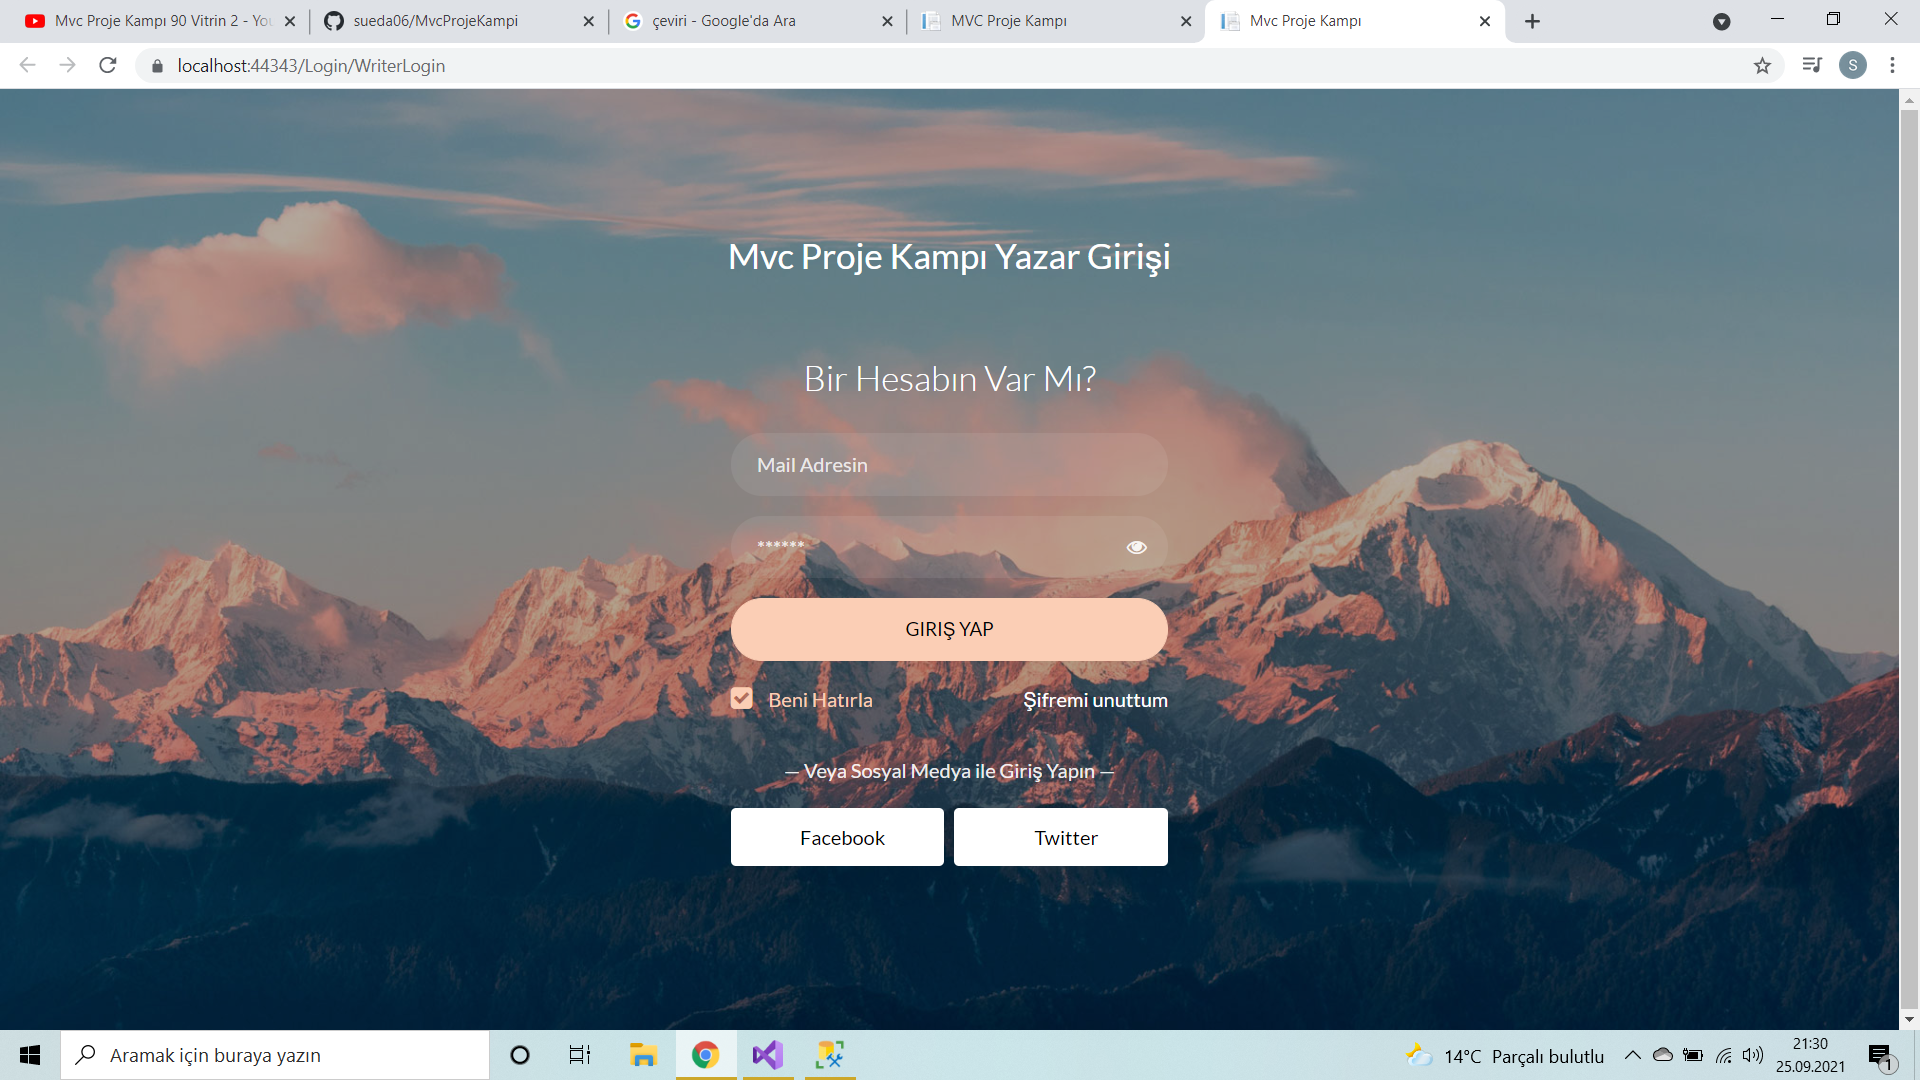 Mvc Proje Kampı 90 Vitrin 2 - You
sueda06/MvcProjeKampi
çeviri - Google'da Ara
MVC Proje Kampı
Mvc Proje Kampı
localhost:44343/Login/WriterLogin
S
Mvc Proje Kampı Yazar Girişi
Bir Hesabın Var Mı?
Mail Adresin
******
GIRIŞ YAP
Beni Hatırla
Şifremi unuttum
— Veya Sosyal Medya ile Giriş Yapın —
Facebook
Twitter
Aramak için buraya yazın
14°C Parçalı bulutlu
21:30
25.09.2021
1